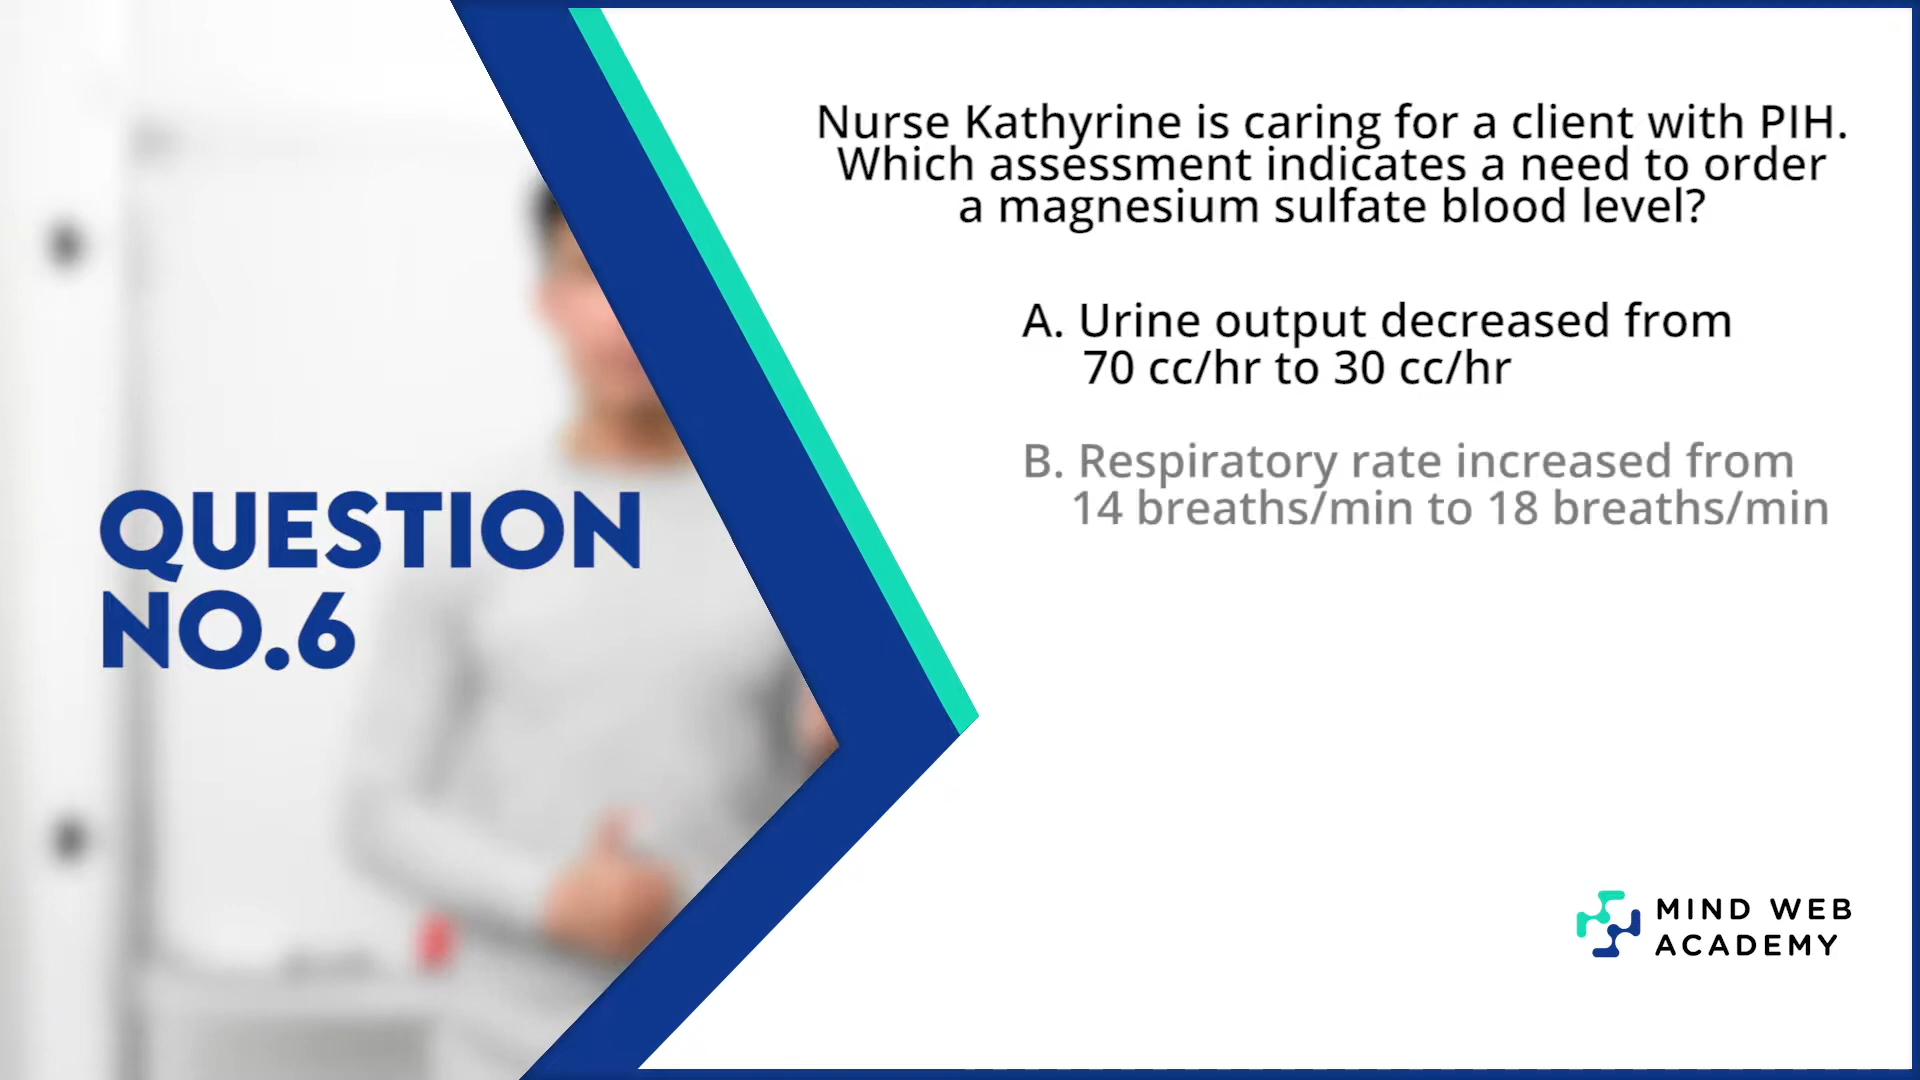 QUESTION
NO.6
Nurse Kathyrine is caring for a client with PIH.
Which assessment indicates a need to order
a magnesium sulfate blood level?
A. Urine output decreased from
70 cc/hr to 30 cc/hr
B. Respiratory rate increased from
14 breaths/min to 18 breaths/min
MIND WEB
ACADEMY